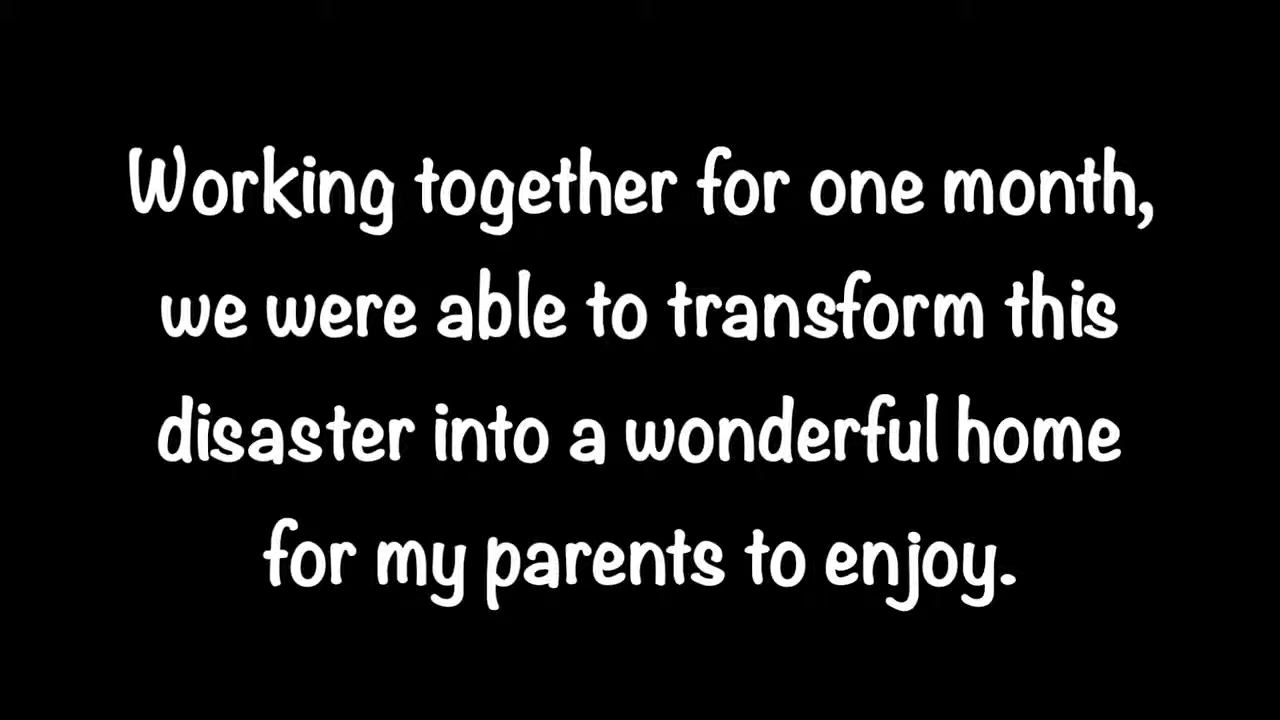 Working together for one month,
we were able to transform this
disaster into a wonderful home
for my parents to enjoy.